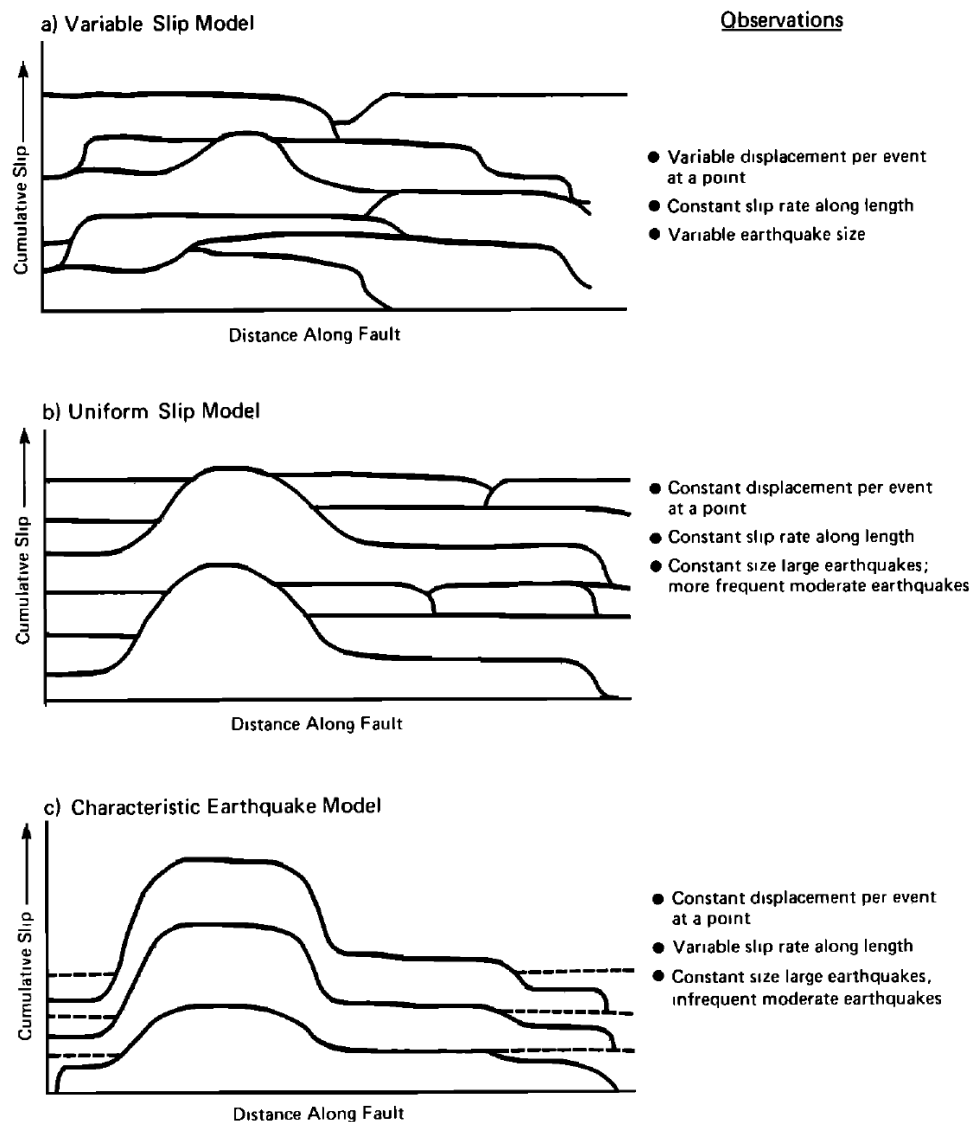 a) Variable Slip Model
Observations
Cumulative Slip
Distance Along Fault
● Variable displacement per event
at a point
● Constant slip rate along length
● Variable earthquake size
b) Uniform Slip Model
Cumulative Slip
Distance Along Fault
● Constant displacement per event
at a point
● Constant slip rate along length
● Constant size large earthquakes;
more frequent moderate earthquakes
c) Characteristic Earthquake Model
Cumulative Slip
Distance Along Fault
● Constant displacement per event
at a point
● Variable slip rate along length
● Constant size large earthquakes,
infrequent moderate earthquakes